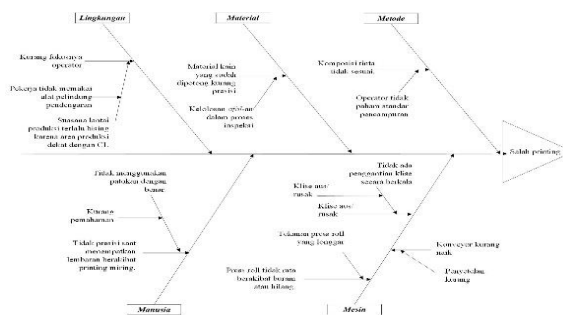 Lingkungan
Material
Metode
Kurang fokusnya
operator
Pekerja tidak memakai
alat pelindung
pendengaran
Suasana lantai
produksi terlalu bising
karena area produksi
dekat dengan
Material kain
yang sudah
dipotong kurang
presisi
dalam proses
inspeksi
Komposisi tinta
tidak sesuai
Operator tidak
paham standar
pencampuran
Salah printing
Tidak menggunakan
patokan dengan
benar
Kurang
pemahaman
Tidak presisi saat
menempatkan
lembaran berakibat
printing miring.
Manusia
Tidak ada
penggantian klise
secara berkala
Klise aus/
rusak
Klise aus/
rusak
Tekanan press roll
yang longgar
Press roll tidak rata
berakibat
atau hilang.
Konveyor kurang
naik
Penyetelan
kurang
Mesin